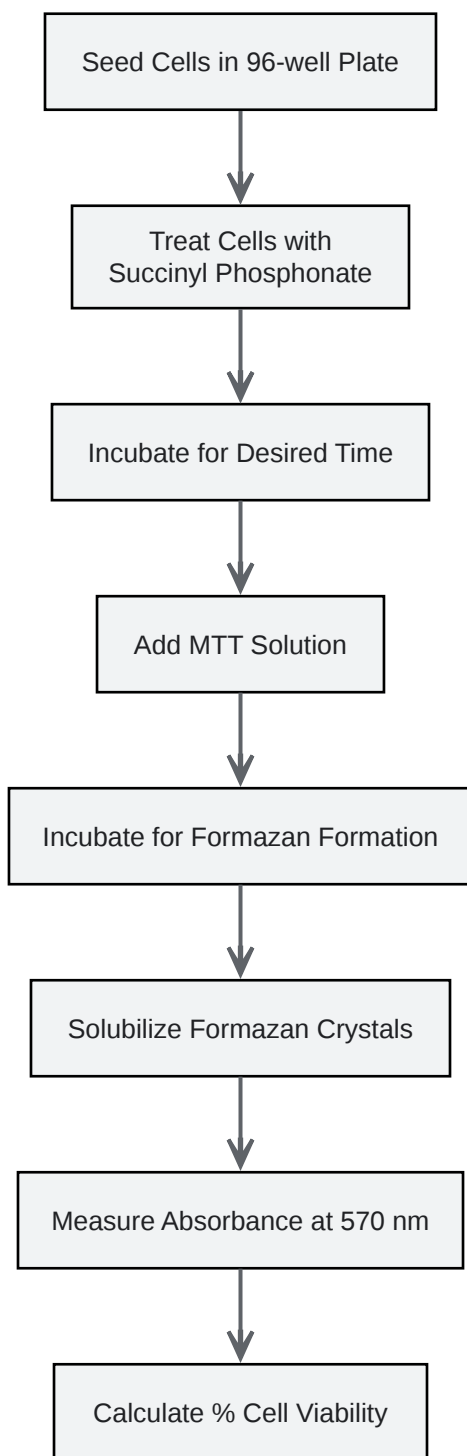 Seed Cells in 96-well Plate
Treat Cells with
Succinyl Phosphonate
Incubate for Desired Time
Add MTT Solution
Incubate for Formazan Formation
Solubilize Formazan Crystals
Measure Absorbance at 570 nm
Calculate % Cell Viability